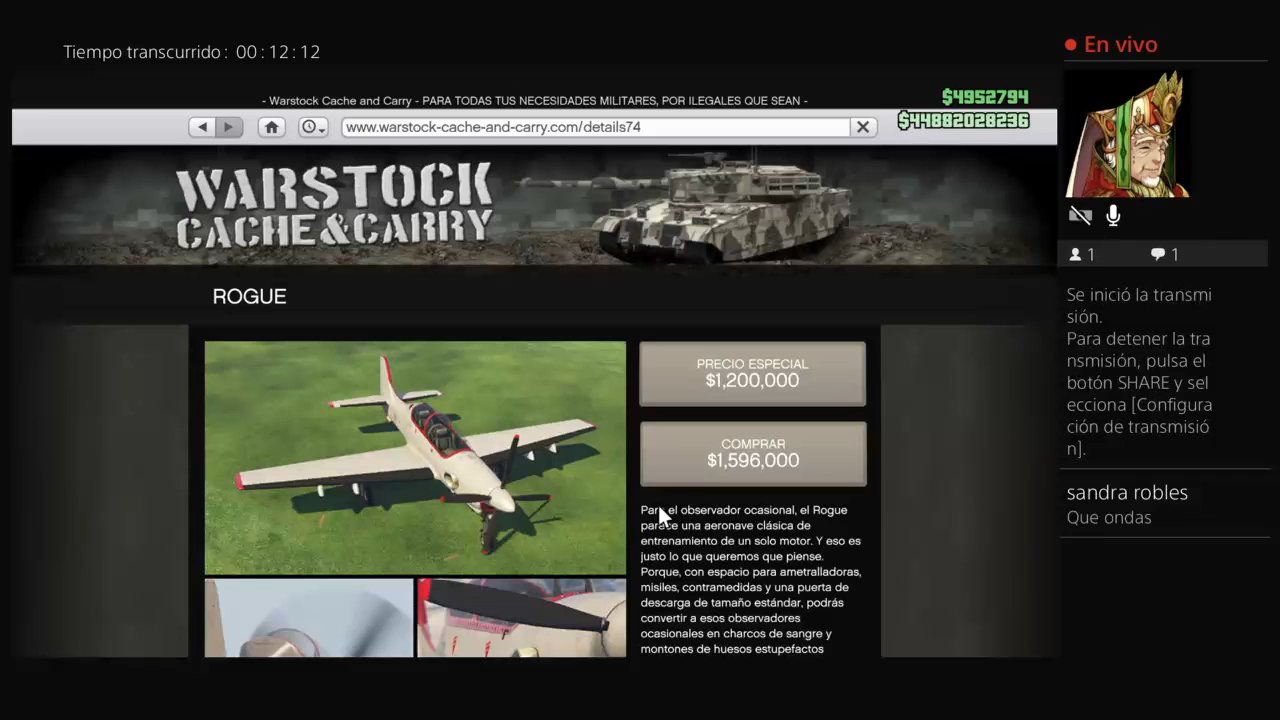 Tiempo transcurrido: 00:12:12
En vivo
- Warstock Cache and Carry - PARA TODAS TUS NECESIDADES MILITARES, POR ILEGALES QUE SEAN -
$4952794
$44882028236
www.warstock-cache-and-carry.com/details74
WARSTOCK
CACHE&CARRY
ROGUE
PRECIO ESPECIAL
$1,200,000
COMPRAR
$1,596,000
Para el observador ocasional, el Rogue
parece una aeronave clásica de
entrenamiento de un solo motor. Y eso es
justo lo que queremos que piense.
Porque, con espacio para ametralladoras,
misiles, contramedidas y una puerta de
descarga de tamaño estándar, podrás
convertir a esos observadores
ocasionales en charcos de sangre y
montones de huesos estupefactos
1
1
Se inició la transmi
sión.
Para detener la tra
nsmisión, pulsa el
botón SHARE y sel
ecciona [Configura
ción de transmisió
n].
sandra robles
Que ondas